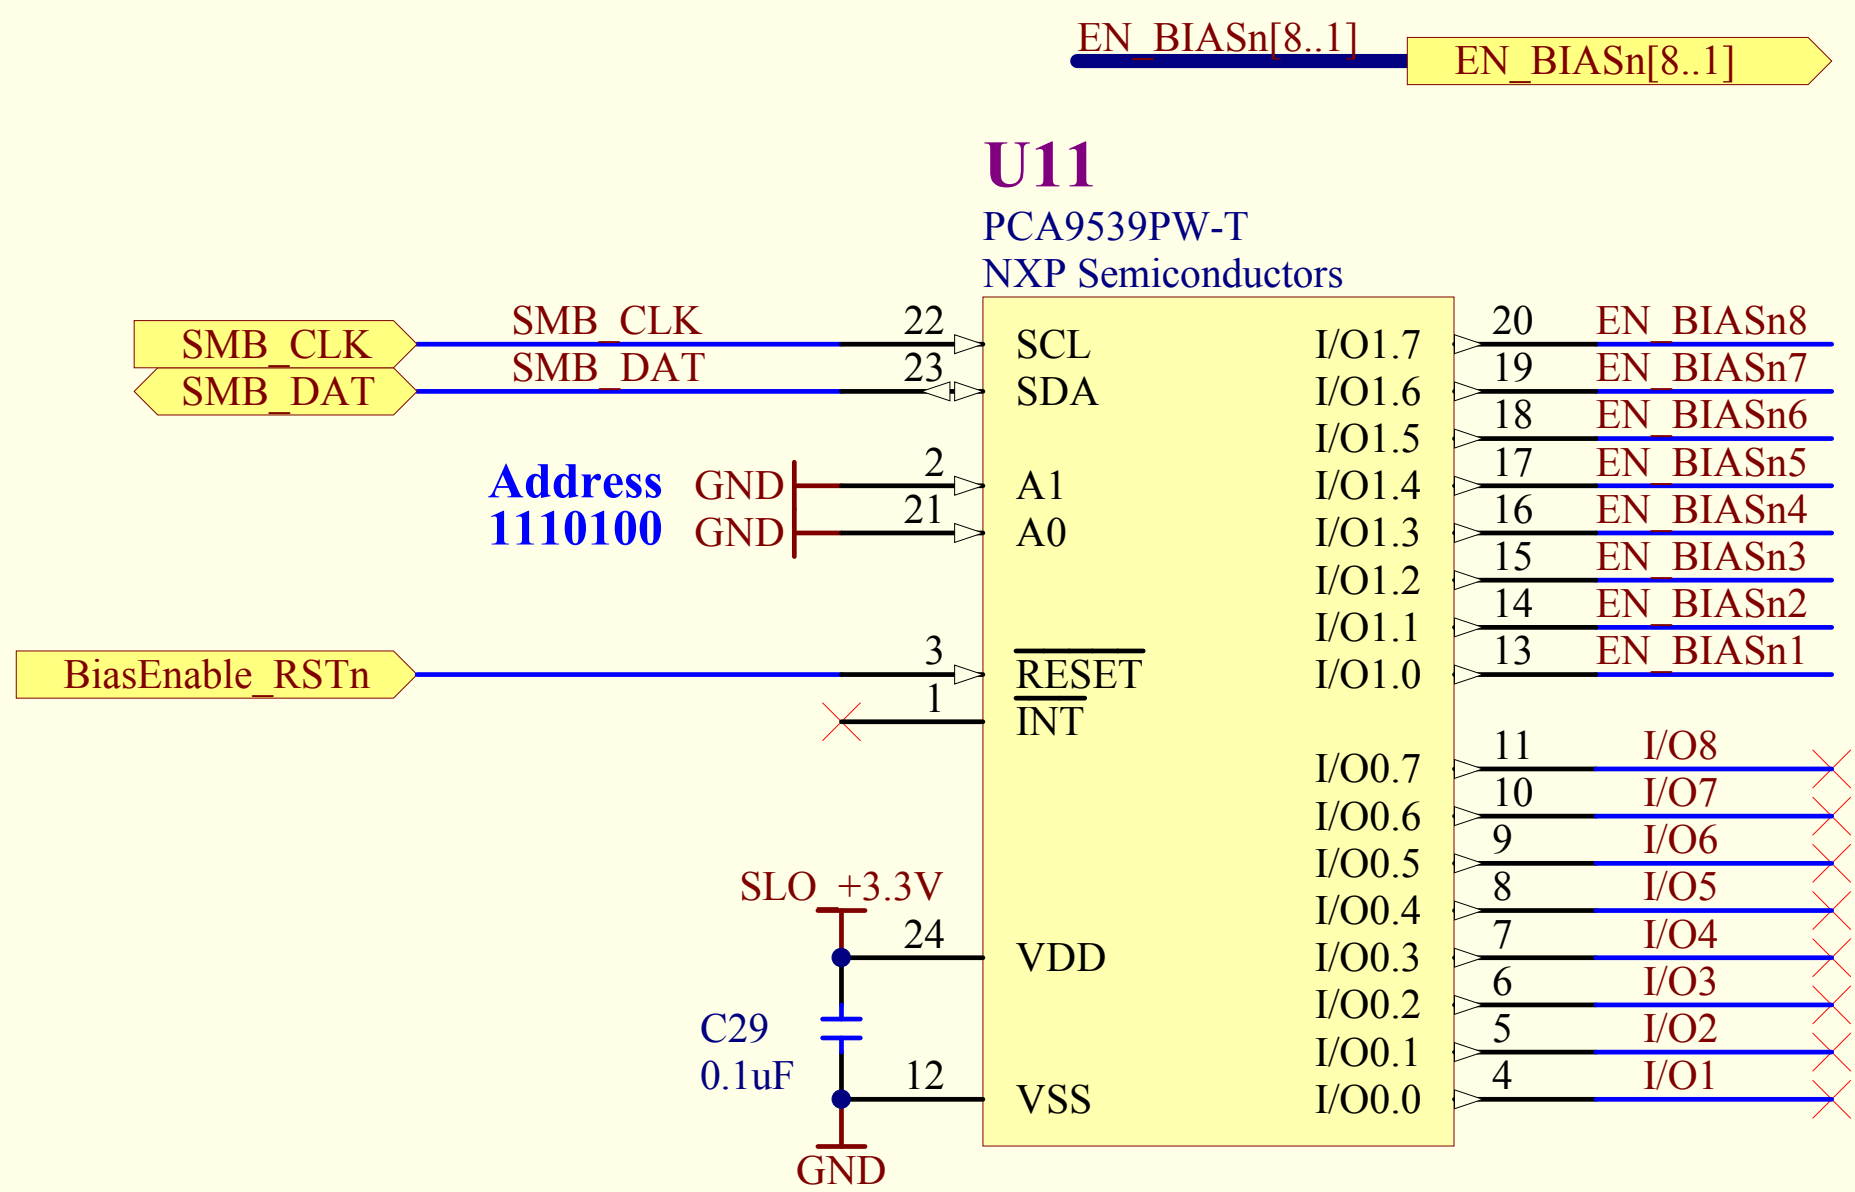 EN_BIASn[8..1]
EN_BIASn[8..1]
U11
PCA9539PW-T
NXP Semiconductors
SMB_CLK
SMB_CLK
22
SCL
I/O1.7
20
EN_BIASn8
SMB_DAT
SMB_DAT
23
SDA
I/O1.6
19
EN_BIASn7
I/O1.5
18
EN_BIASn6
Address
1110100
GND
2
A1
I/O1.4
17
EN_BIASn5
GND
21
A0
I/O1.3
16
EN_BIASn4
I/O1.2
15
EN_BIASn3
I/O1.1
14
EN_BIASn2
BiasEnable_RSTn
3
RESET
I/O1.0
13
EN_BIASn1
1
INT
I/O0.7
11
I/O8
I/O0.6
10
I/O7
I/O0.5
9
I/O6
SLO_+3.3V
I/O0.4
8
I/O5
24
VDD
I/O0.3
7
I/O4
I/O0.2
6
I/O3
C29
0.1uF
I/O0.1
5
I/O2
12
VSS
I/O0.0
4
I/O1
GND